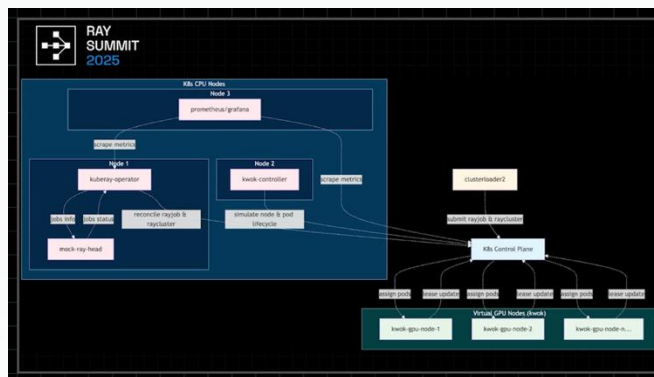 RAY
SUMMIT
2025
K8s CPU Nodes
Node 3
prometheus/grafana
scrape metrics
Node 1
kuberay-operator
jobs info
jobs status
mock-ray-head
reconcile rayjob &
raycluster
Node 2
kwok-controller
simulate node & pod
lifecycle
scrape metrics
clusterloader2
submit rayjob & raycluster
K8s Control Plane
assign pods
lease update
assign pods
lease update
assign pods
lease update
Virtual GPU Nodes (kwok)
kwok-gpu-node-1
kwok-gpu-node-2
kwok-gpu-node-n....